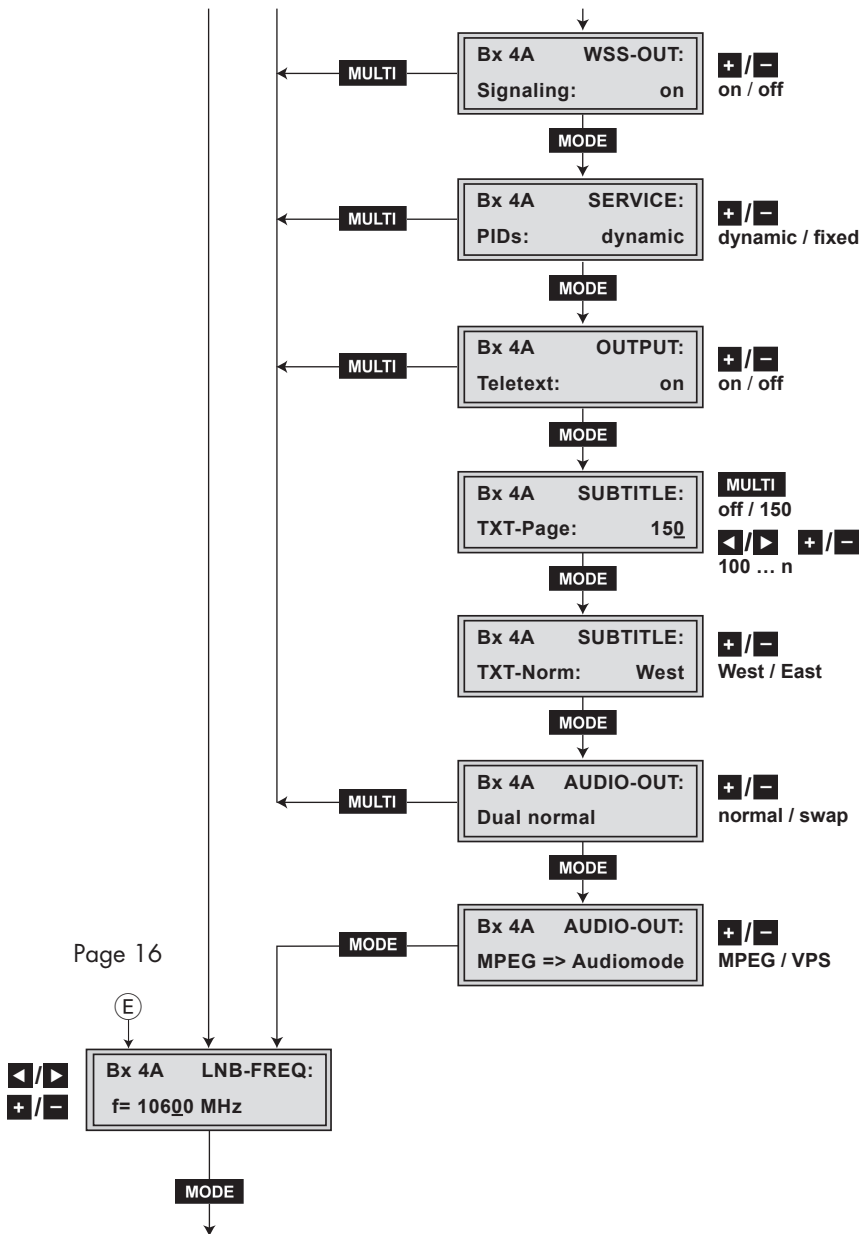 Bx 4A WSS-OUT:
Signaling: on
+/−
on / off
MULTI
MODE
Bx 4A SERVICE:
PIDs: dynamic
+/−
dynamic / fixed
MULTI
MODE
Bx 4A OUTPUT:
Teletext: on
+/−
on / off
MULTI
MODE
Bx 4A SUBTITLE:
TXT-Page: 150
MULTI
off / 150
◀/▶ +/−
100 ... n
MODE
Bx 4A SUBTITLE:
TXT-Norm: West
+/−
West / East
MODE
Bx 4A AUDIO-OUT:
Dual normal
+/−
normal / swap
MULTI
MODE
Bx 4A AUDIO-OUT:
MPEG => Audiomode
+/−
MPEG / VPS
MODE
Page 16
E
Bx 4A LNB-FREQ:
f= 10600 MHz
◀/▶
+/−
MODE